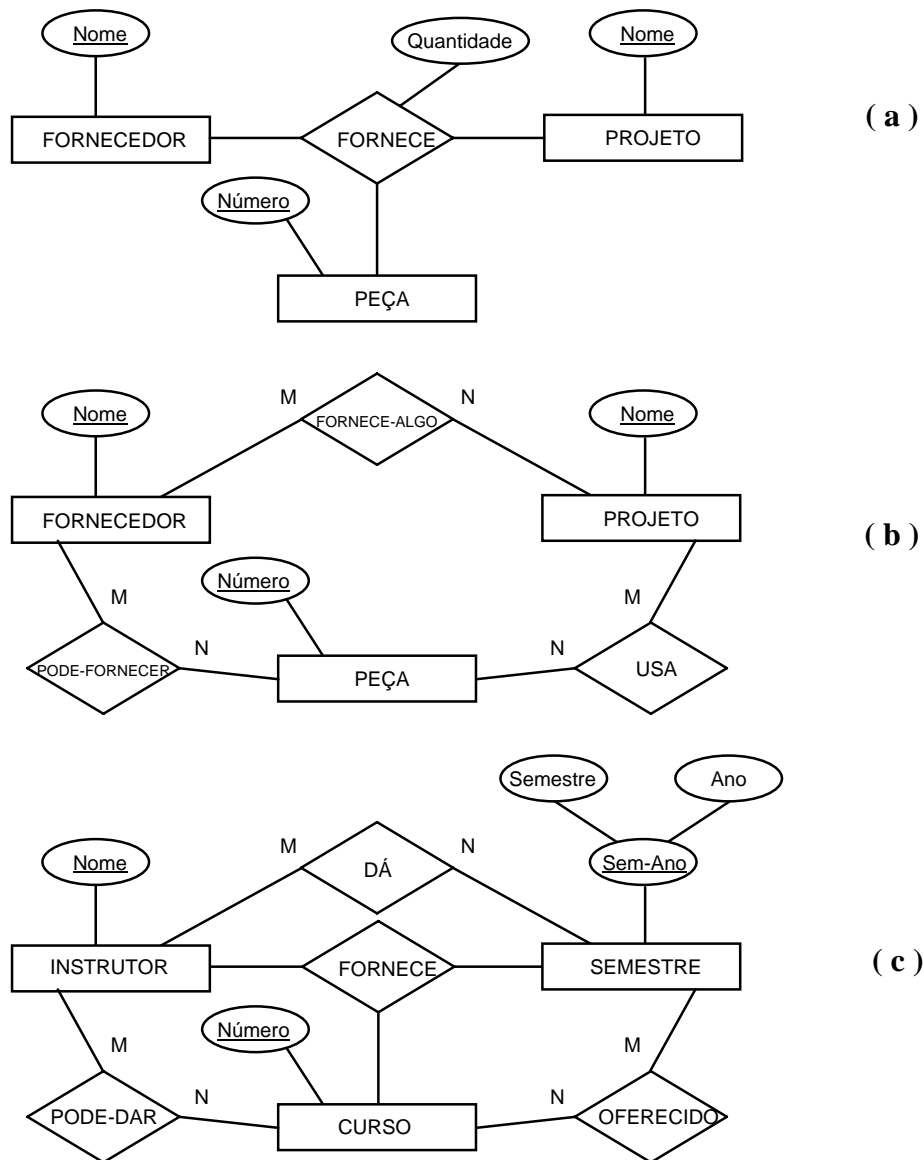 Nome Quantidade Nome
FORNECEDOR FORNECE PROJETO ( a )
Número
PEÇA
M N
Nome FORNECE-ALGO Nome
FORNECEDOR PROJETO ( b )
Número
M M
N N
PODE-FORNECER PEÇA USA
Semestre Ano
M N
Nome DÁ Sem-Ano
INSTRUTOR FORNECE SEMESTRE ( c )
Número
M M
N N
PODE-DAR CURSO OFERECIDO